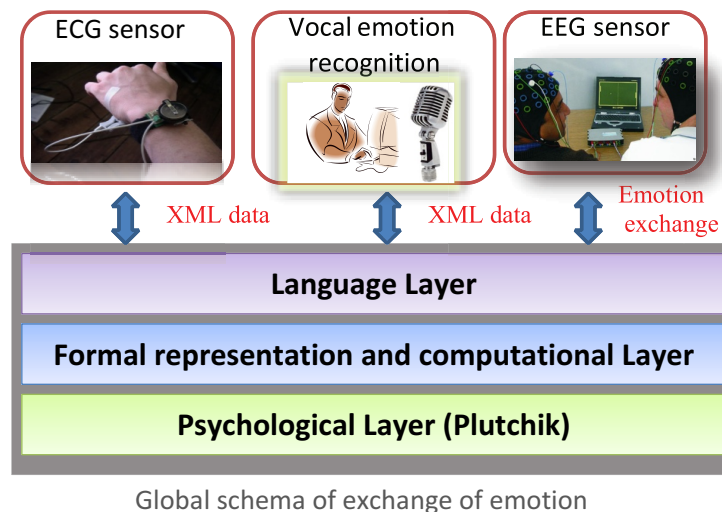 ECG sensor
Vocal emotion
recognition
EEG sensor
XML data
XML data
Emotion
exchange
Language Layer
Formal representation and computational Layer
Psychological Layer (Plutchik)
Global schema of exchange of emotion